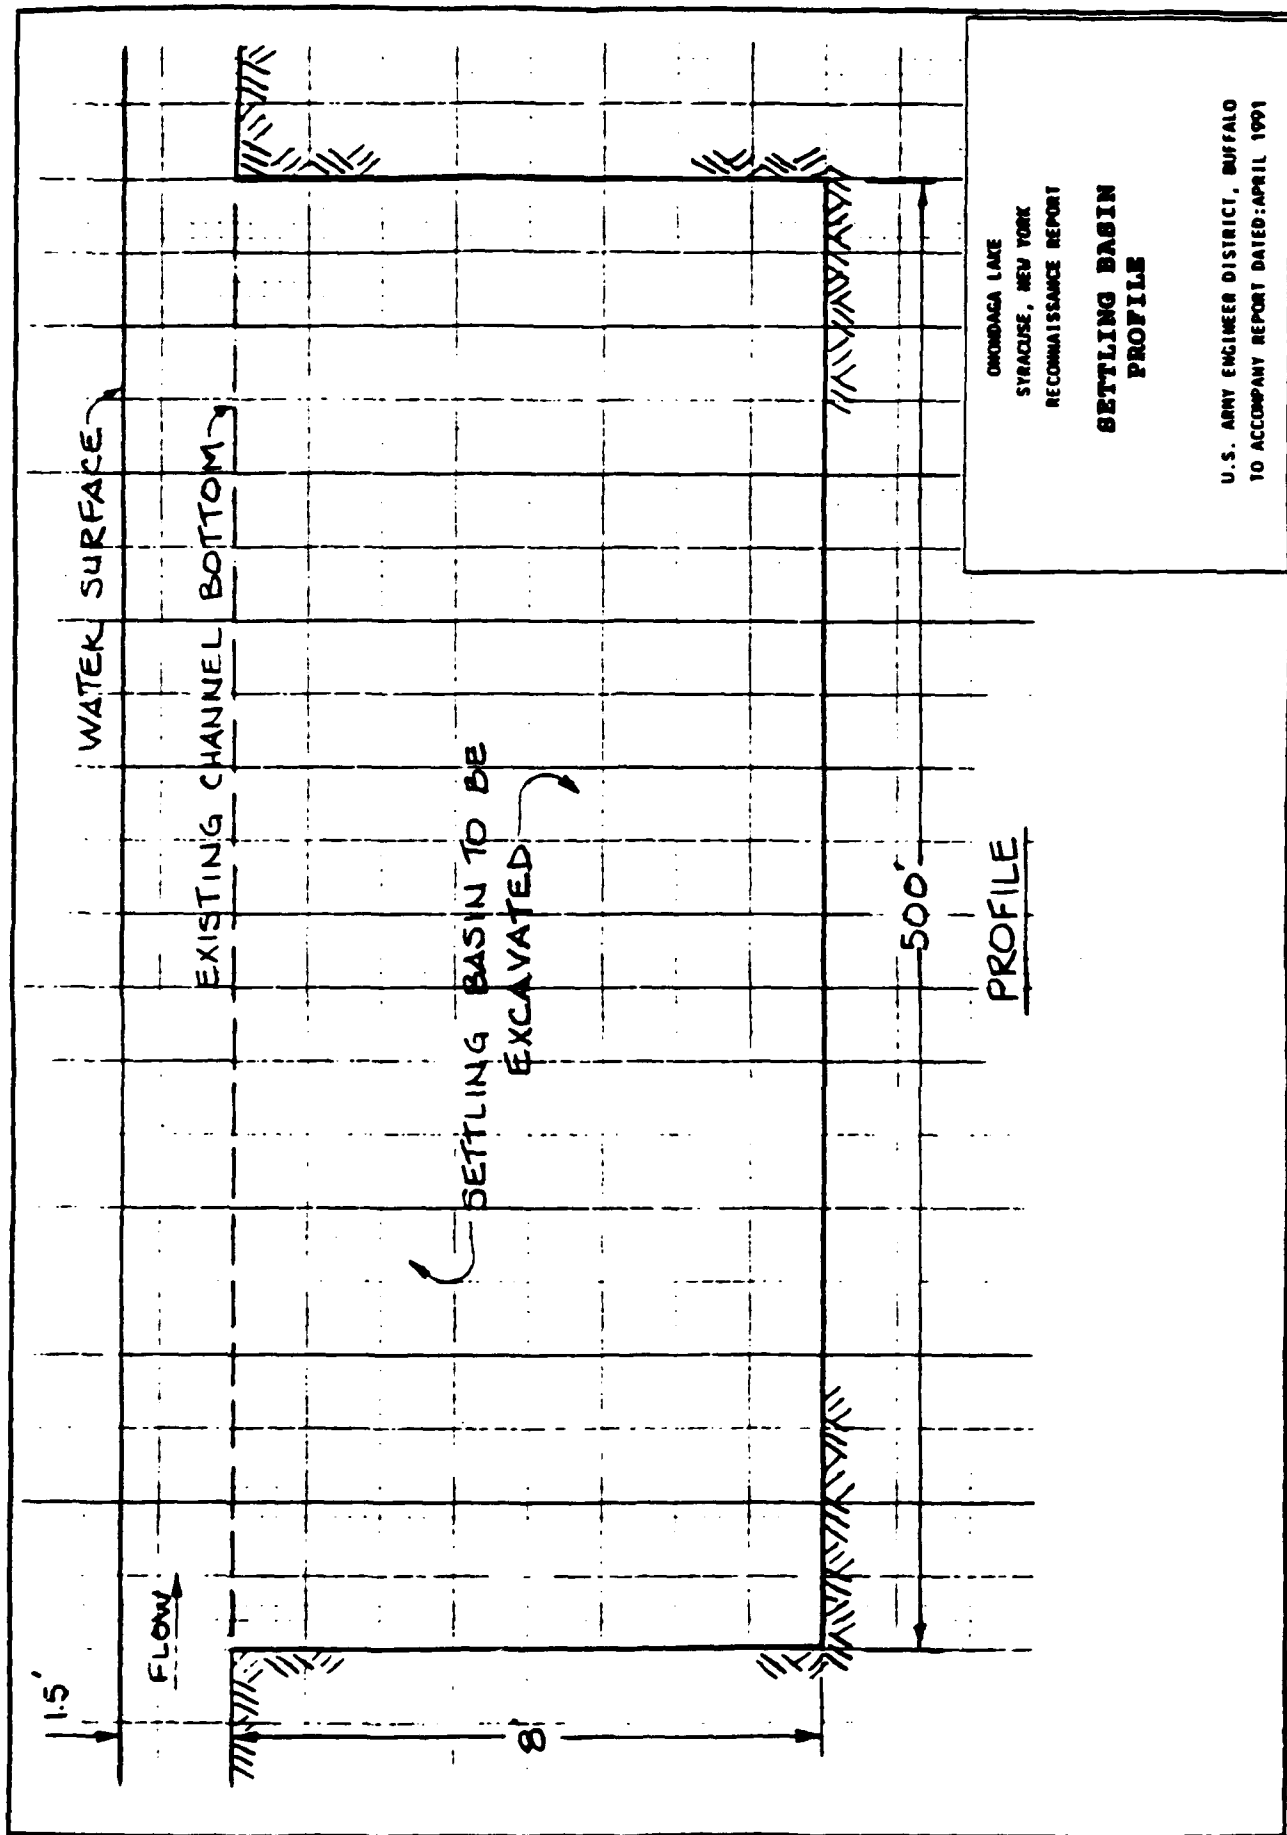 1.5'
WATER SURFACE
FLOW
EXISTING CHANNEL BOTTOM
8'
SETTLING BASIN TO BE
EXCAVATED
500'
PROFILE
ONONDAGA LAKE
SYRACUSE, NEW YORK
RECONNAISSANCE REPORT
SETTLING BASIN
PROFILE
U.S. ARMY ENGINEER DISTRICT, BUFFALO
TO ACCOMPANY REPORT DATED:APRIL 1991